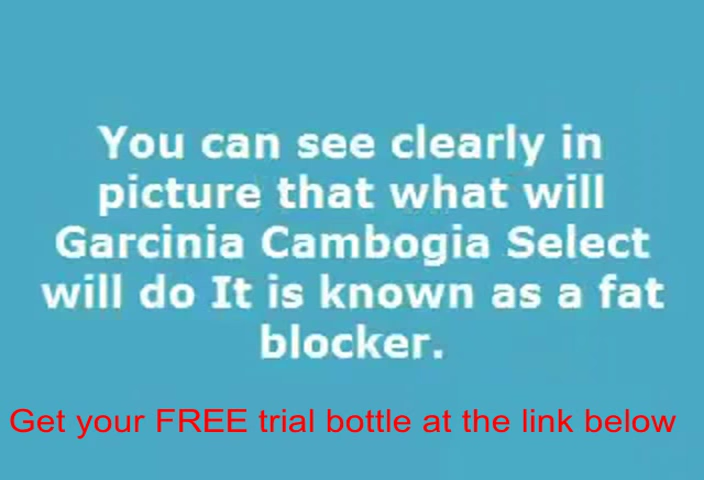 You can see clearly in
picture that what will
Garcinia Cambogia Select
will do It is known as a fat
blocker.
Get your FREE trial bottle at the link below